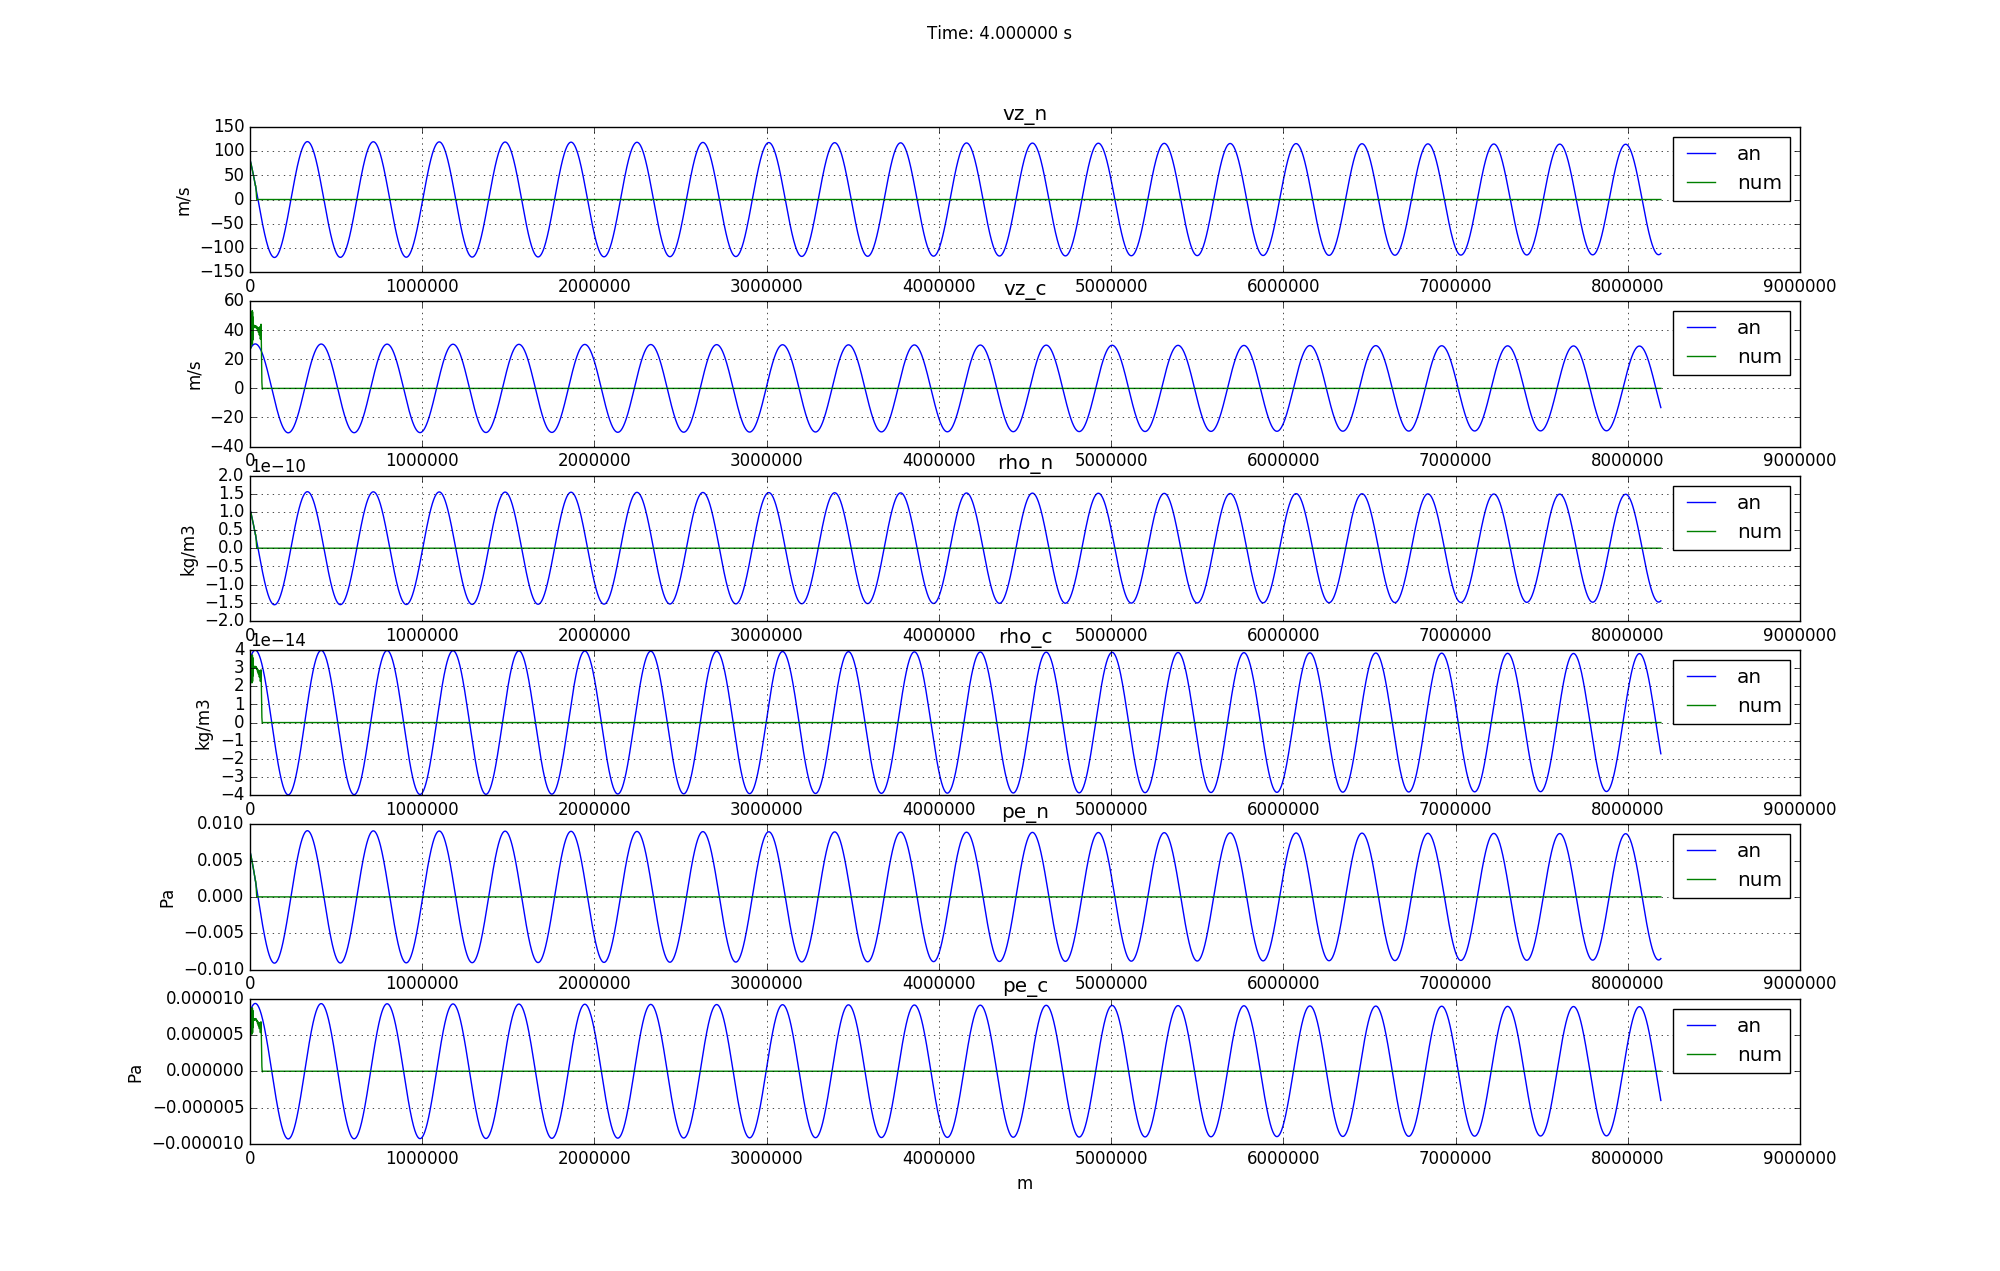 Time: 4.000000 s
vz_n
150
100
50
0
−50
−100
−150
m/s
an
num
0 1000000 2000000 3000000 4000000 5000000 6000000 7000000 8000000 9000000
vz_c
60
40
20
0
−20
−40
m/s
an
num
0 1000000 2000000 3000000 4000000 5000000 6000000 7000000 8000000 9000000
1e−10
rho_n
2.0
1.5
1.0
0.5
0.0
−0.5
−1.0
−1.5
−2.0
kg/m3
an
num
0 1000000 2000000 3000000 4000000 5000000 6000000 7000000 8000000 9000000
1e−14
rho_c
4
3
2
1
0
−1
−2
−3
−4
kg/m3
an
num
0 1000000 2000000 3000000 4000000 5000000 6000000 7000000 8000000 9000000
pe_n
0.010
0.005
0.000
−0.005
−0.010
Pa
an
num
0 1000000 2000000 3000000 4000000 5000000 6000000 7000000 8000000 9000000
pe_c
0.000010
0.000005
0.000000
−0.000005
−0.000010
Pa
an
num
0 1000000 2000000 3000000 4000000 5000000 6000000 7000000 8000000 9000000
m